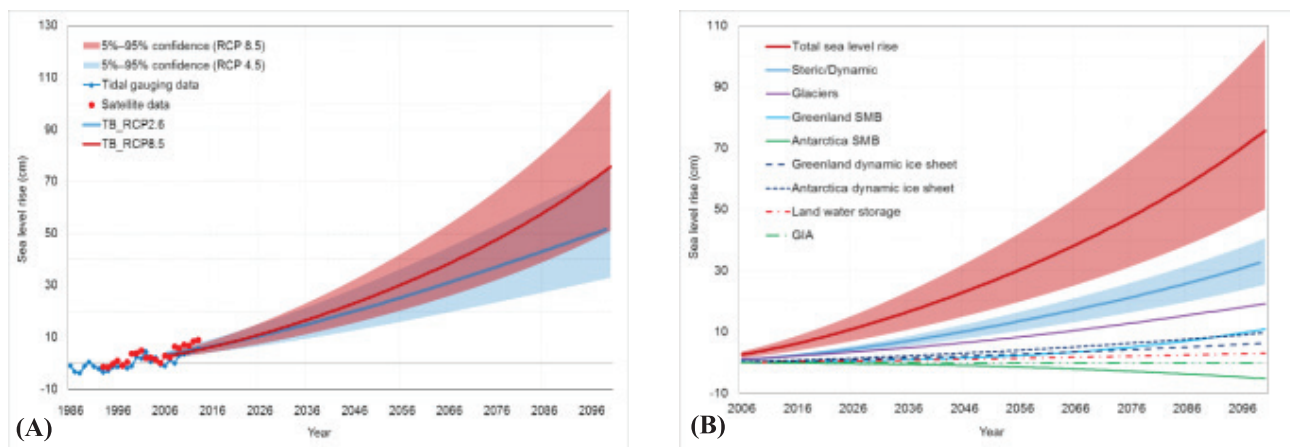 130
110
90
70
50
30
10
-10
Sea level rise (cm)
5%–95% confidence (RCP 8.5)
5%–95% confidence (RCP 4.5)
Tidal gauging data
Satellite data
TB_RCP2.6
TB_RCP8.5
1986 1996 2006 2016 2026 2036 2046 2056 2066 2076 2086 2096
Year
(A)
110
90
70
50
30
10
-10
Sea level rise (cm)
Total sea level rise
Steric/Dynamic
Glaciers
Greenland SMB
Antarctica SMB
Greenland dynamic ice sheet
Antarctica dynamic ice sheet
Land water storage
GIA
2006 2016 2026 2036 2046 2056 2066 2076 2086 2096
Year
(B)